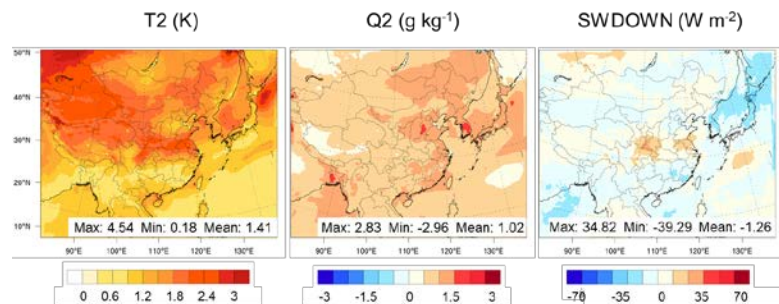 T2 (K) Q2 (g kg⁻¹) SWDOWN (W m⁻²)
50°N
40°N
30°N
20°N
10°N
Max: 4.54 Min: 0.18 Mean: 1.41 Max: 2.83 Min: -2.96 Mean: 1.02 Max: 34.82 Min: -39.29 Mean: -1.26
90°E 100°E 110°E 120°E 130°E 90°E 100°E 110°E 120°E 130°E 90°E 100°E 110°E 120°E 130°E
0 0.6 1.2 1.8 2.4 3 -3 -1.5 0 1.5 3 -70 -35 0 35 70